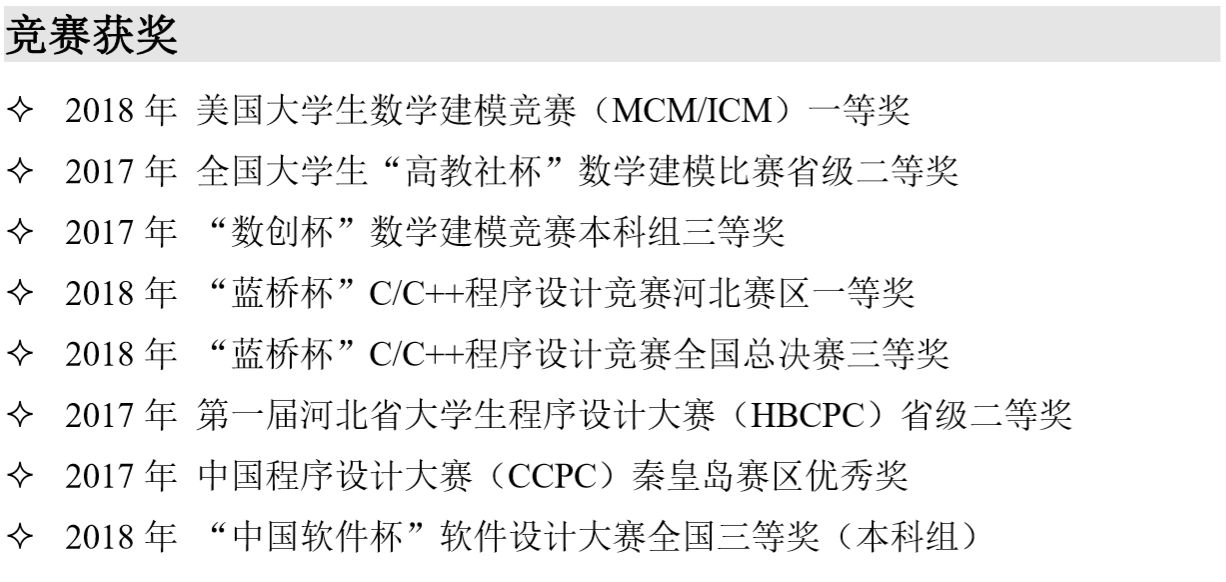 竞赛获奖
✧ 2018 年 美国大学生数学建模竞赛（MCM/ICM）一等奖
✧ 2017 年 全国大学生“高教社杯”数学建模比赛省级二等奖
✧ 2017 年 “数创杯”数学建模竞赛本科组三等奖
✧ 2018 年 “蓝桥杯”C/C++程序设计竞赛河北赛区一等奖
✧ 2018 年 “蓝桥杯”C/C++程序设计竞赛全国总决赛三等奖
✧ 2017 年 第一届河北省大学生程序设计大赛（HBCPC）省级二等奖
✧ 2017 年 中国程序设计大赛（CCPC）秦皇岛赛区优秀奖
✧ 2018 年 “中国软件杯”软件设计大赛全国三等奖（本科组）